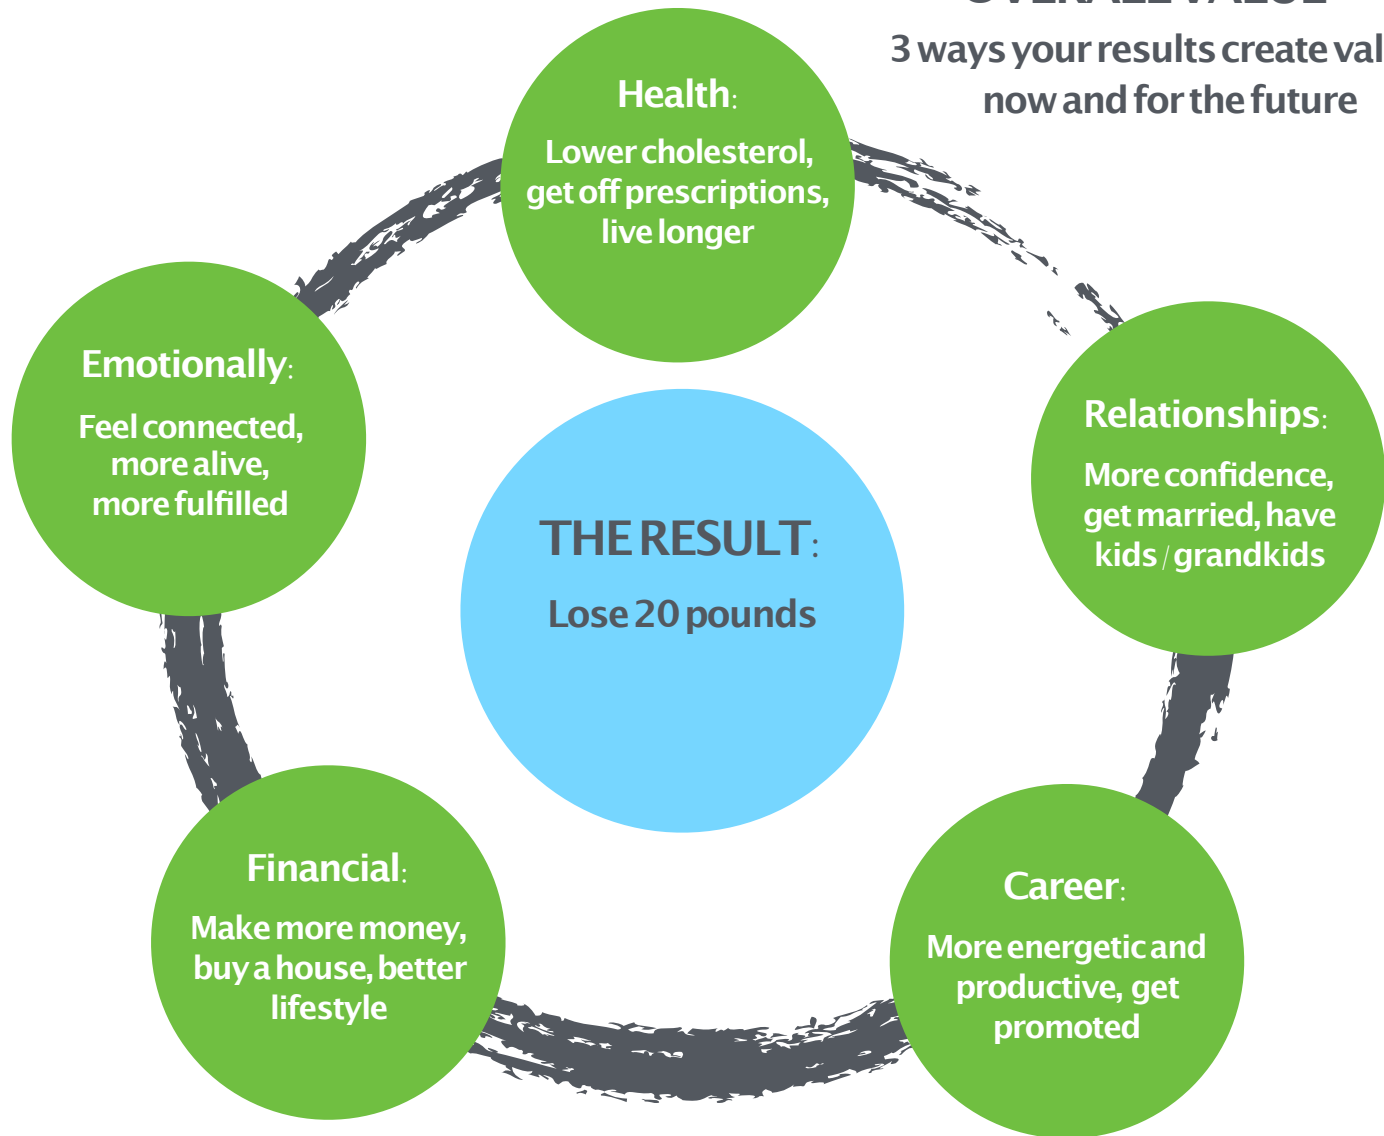 OVERALL VALUE
3 ways your results create val
now and for the future
Health:
Lower cholesterol,
get off prescriptions,
live longer
Emotionally:
Feel connected,
more alive,
more fulfilled
Relationships:
More confidence,
get married, have
kids / grandkids
THE RESULT:
Lose 20 pounds
Financial:
Make more money,
buy a house, better
lifestyle
Career:
More energetic and
productive, get
promoted